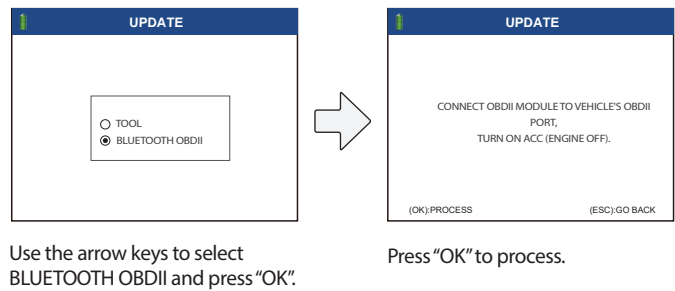 UPDATE
TOOL
BLUETOOTH OBDII
Use the arrow keys to select
BLUETOOTH OBDII and press “OK”.
UPDATE
CONNECT OBDII MODULE TO VEHICLE'S OBDII
PORT,
TURN ON ACC (ENGINE OFF).
(OK):PROCESS
(ESC):GO BACK
Press “OK” to process.